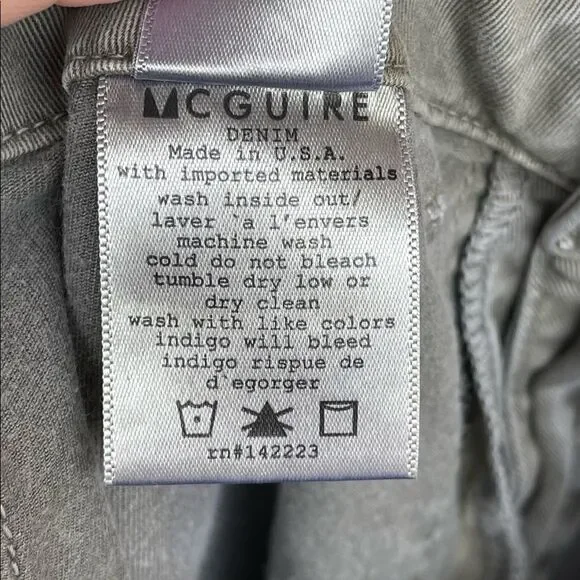 MCGUIRE
DENIM
Made in U.S.A.
with imported materials
wash inside out/
laver `a l'envers
machine wash
cold do not bleach
tumble dry low or
dry clean
wash with like colors
indigo will bleed
indigo rispue de
d`egorger
rn#142223